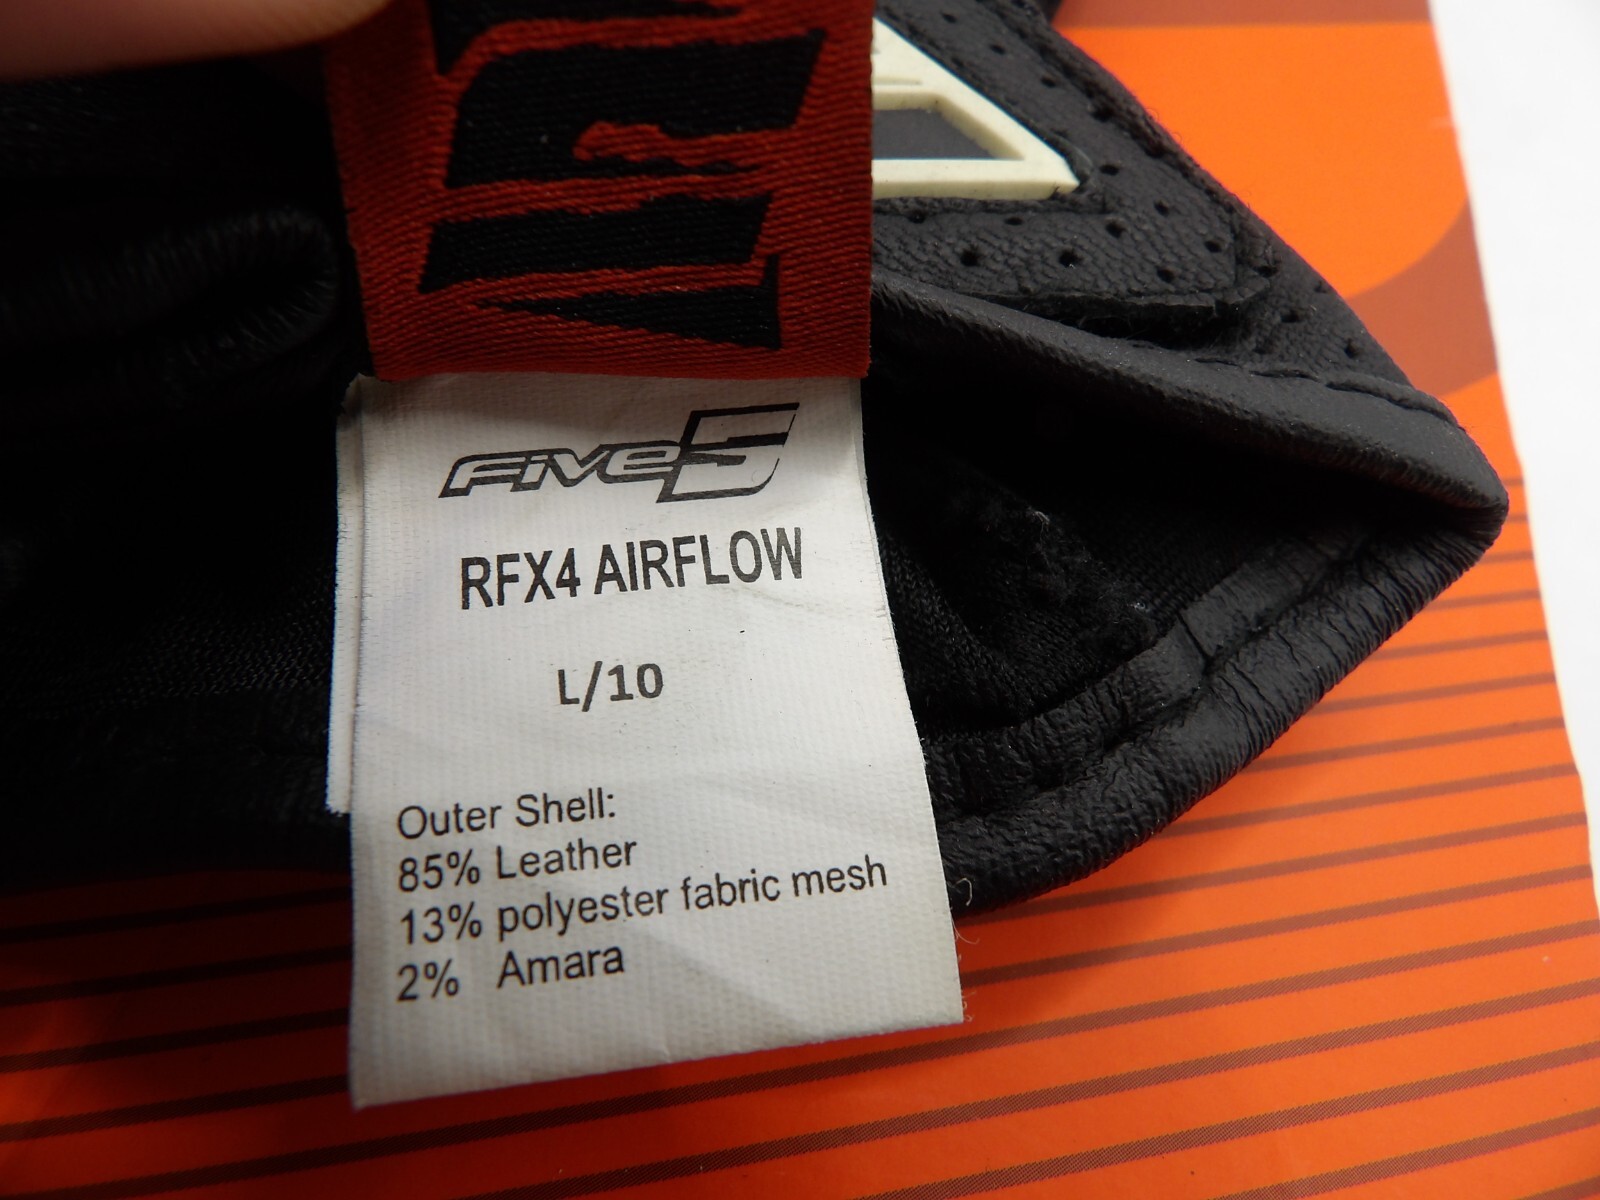 Five5
RFX4 AIRFLOW
L/10
Outer Shell:
85% Leather
13% polyester fabric mesh
2% Amara